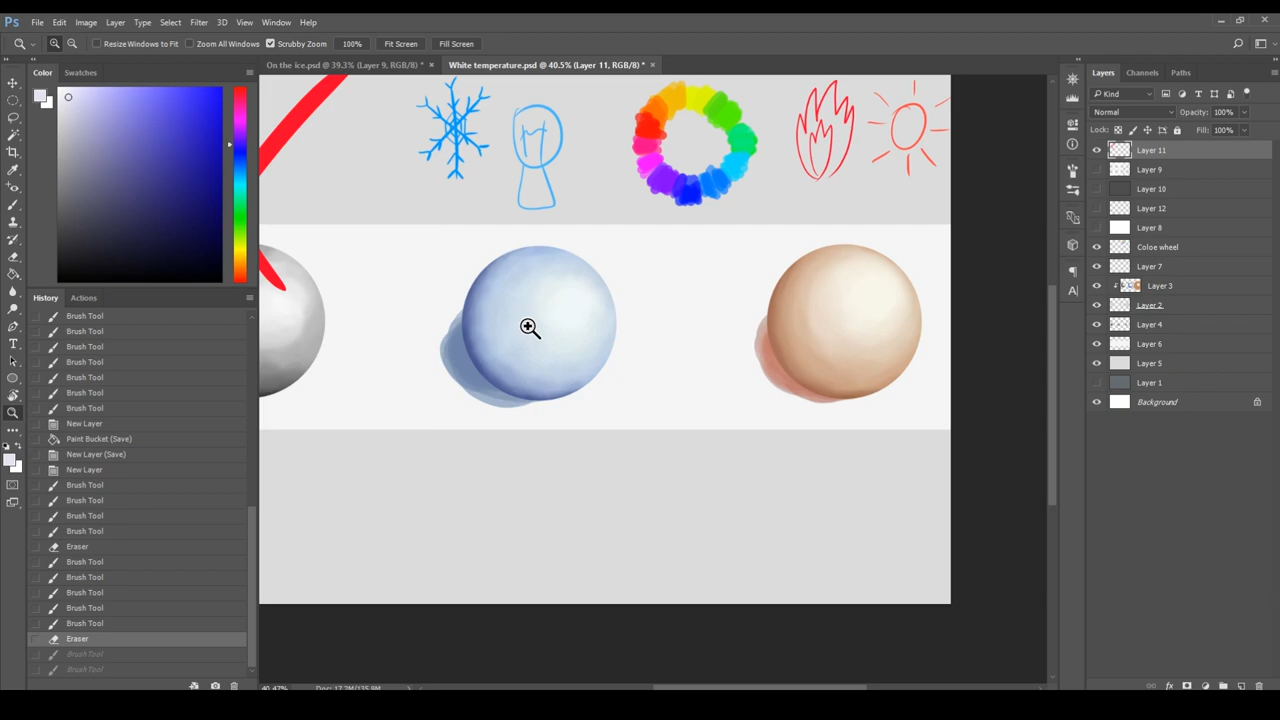 Ps File Edit Image Layer Type Select Filter 3D View Window Help
Resize Windows to Fit Zoom All Windows Scrubby Zoom 100% Fit Screen Fill Screen
On the ice.psd @ 39.3% (Layer 9, RGB/8) * × White temperature.psd @ 40.5% (Layer 11, RGB/8) * ×
Color Swatches
History Actions
Brush Tool
Brush Tool
Brush Tool
Brush Tool
Brush Tool
Brush Tool
Brush Tool
New Layer
Paint Bucket (Save)
New Layer (Save)
New Layer
Brush Tool
Brush Tool
Brush Tool
Brush Tool
Eraser
Brush Tool
Brush Tool
Brush Tool
Brush Tool
Brush Tool
Eraser
Brush Tool
Brush Tool
40.47% Doc: 17.2M/135.8M
Layers Channels Paths
Kind
Normal Opacity: 100%
Lock: Fill: 100%
Layer 11
Layer 9
Layer 10
Layer 12
Layer 8
Coloe wheel
Layer 7
Layer 3
Layer 2
Layer 4
Layer 6
Layer 5
Layer 1
Background